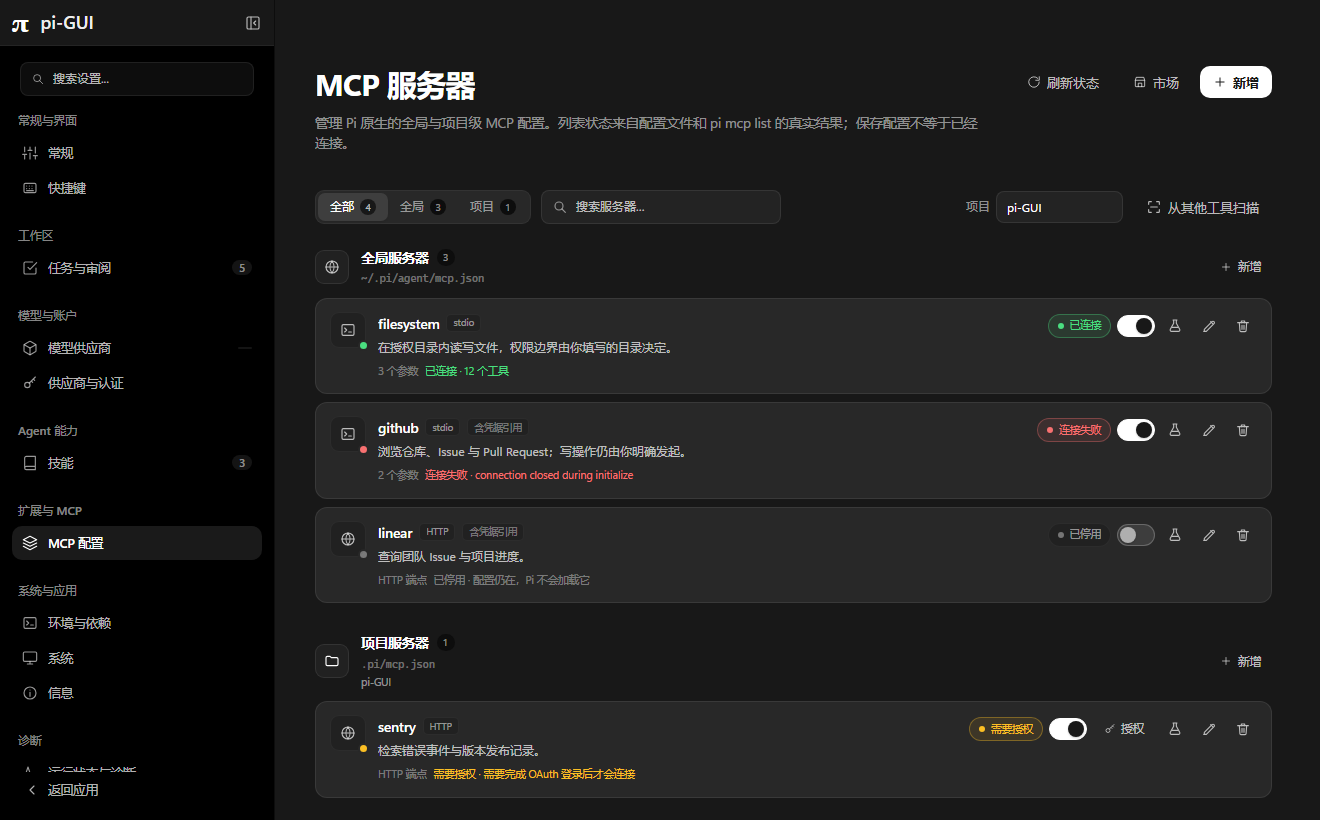 π pi-GUI
搜索设置...
常规与界面
常规
快捷键
工作区
任务与审阅 5
模型与账户
模型供应商
供应商与认证
Agent 能力
技能 3
扩展与 MCP
MCP 配置
系统与应用
环境与依赖
系统
信息
诊断
返回应用
MCP 服务器
刷新状态 市场 + 新增
管理 Pi 原生的全局与项目级 MCP 配置。列表状态来自配置文件和 pi mcp list 的真实结果；保存配置不等于已经
连接。
全部 4 全局 3 项目 1 搜索服务器... 项目 pi-GUI 从其他工具扫描
全局服务器 3
~/.pi/agent/mcp.json
+ 新增
filesystem stdio 已连接
在授权目录内读写文件，权限边界由你填写的目录决定。
3 个参数 已连接 · 12 个工具
github stdio 含凭据引用 连接失败
浏览仓库、Issue 与 Pull Request；写操作仍由你明确发起。
2 个参数 连接失败 · connection closed during initialize
linear HTTP 含凭据引用 已停用
查询团队 Issue 与项目进度。
HTTP 端点 已停用 · 配置仍在，Pi 不会加载它
项目服务器 1
.pi/mcp.json
pi-GUI
+ 新增
sentry HTTP 需要授权 授权
检索错误事件与版本发布记录。
HTTP 端点 需要授权 · 需要完成 OAuth 登录后才会连接